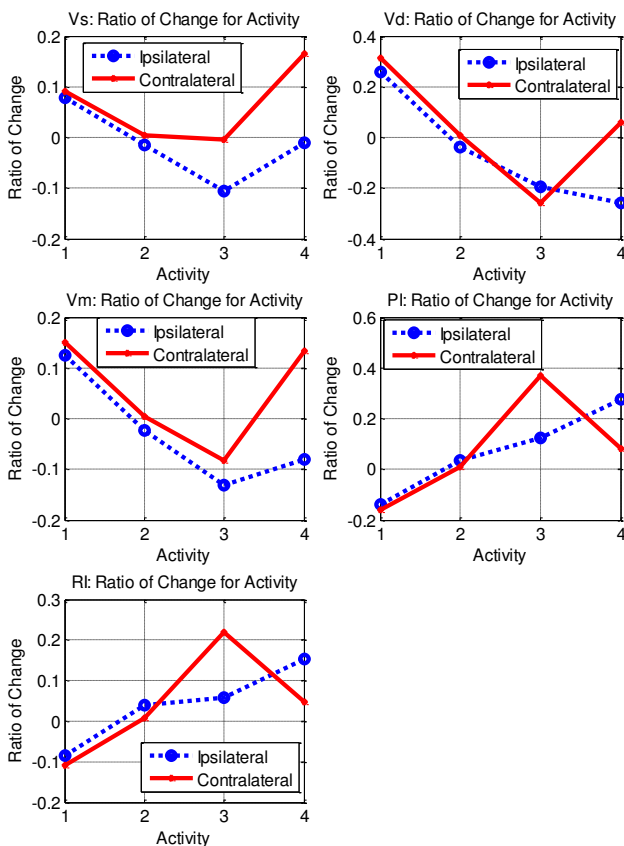 Vs: Ratio of Change for Activity
0.2
0.1
0
-0.1
-0.2
Ratio of Change
Ipsilateral
Contralateral
1 2 3 4
Activity
Vd: Ratio of Change for Activity
0.4
0.2
0
-0.2
-0.4
Ratio of Change
Ipsilateral
Contralateral
1 2 3 4
Activity
Vm: Ratio of Change for Activity
0.2
0.1
0
-0.1
-0.2
Ratio of Change
Ipsilateral
Contralateral
1 2 3 4
Activity
PI: Ratio of Change for Activity
0.6
0.4
0.2
0
-0.2
Ratio of Change
Ipsilateral
Contralateral
1 2 3 4
Activity
RI: Ratio of Change for Activity
0.3
0.2
0.1
0
-0.1
-0.2
Ratio of Change
Ipsilateral
Contralateral
1 2 3 4
Activity